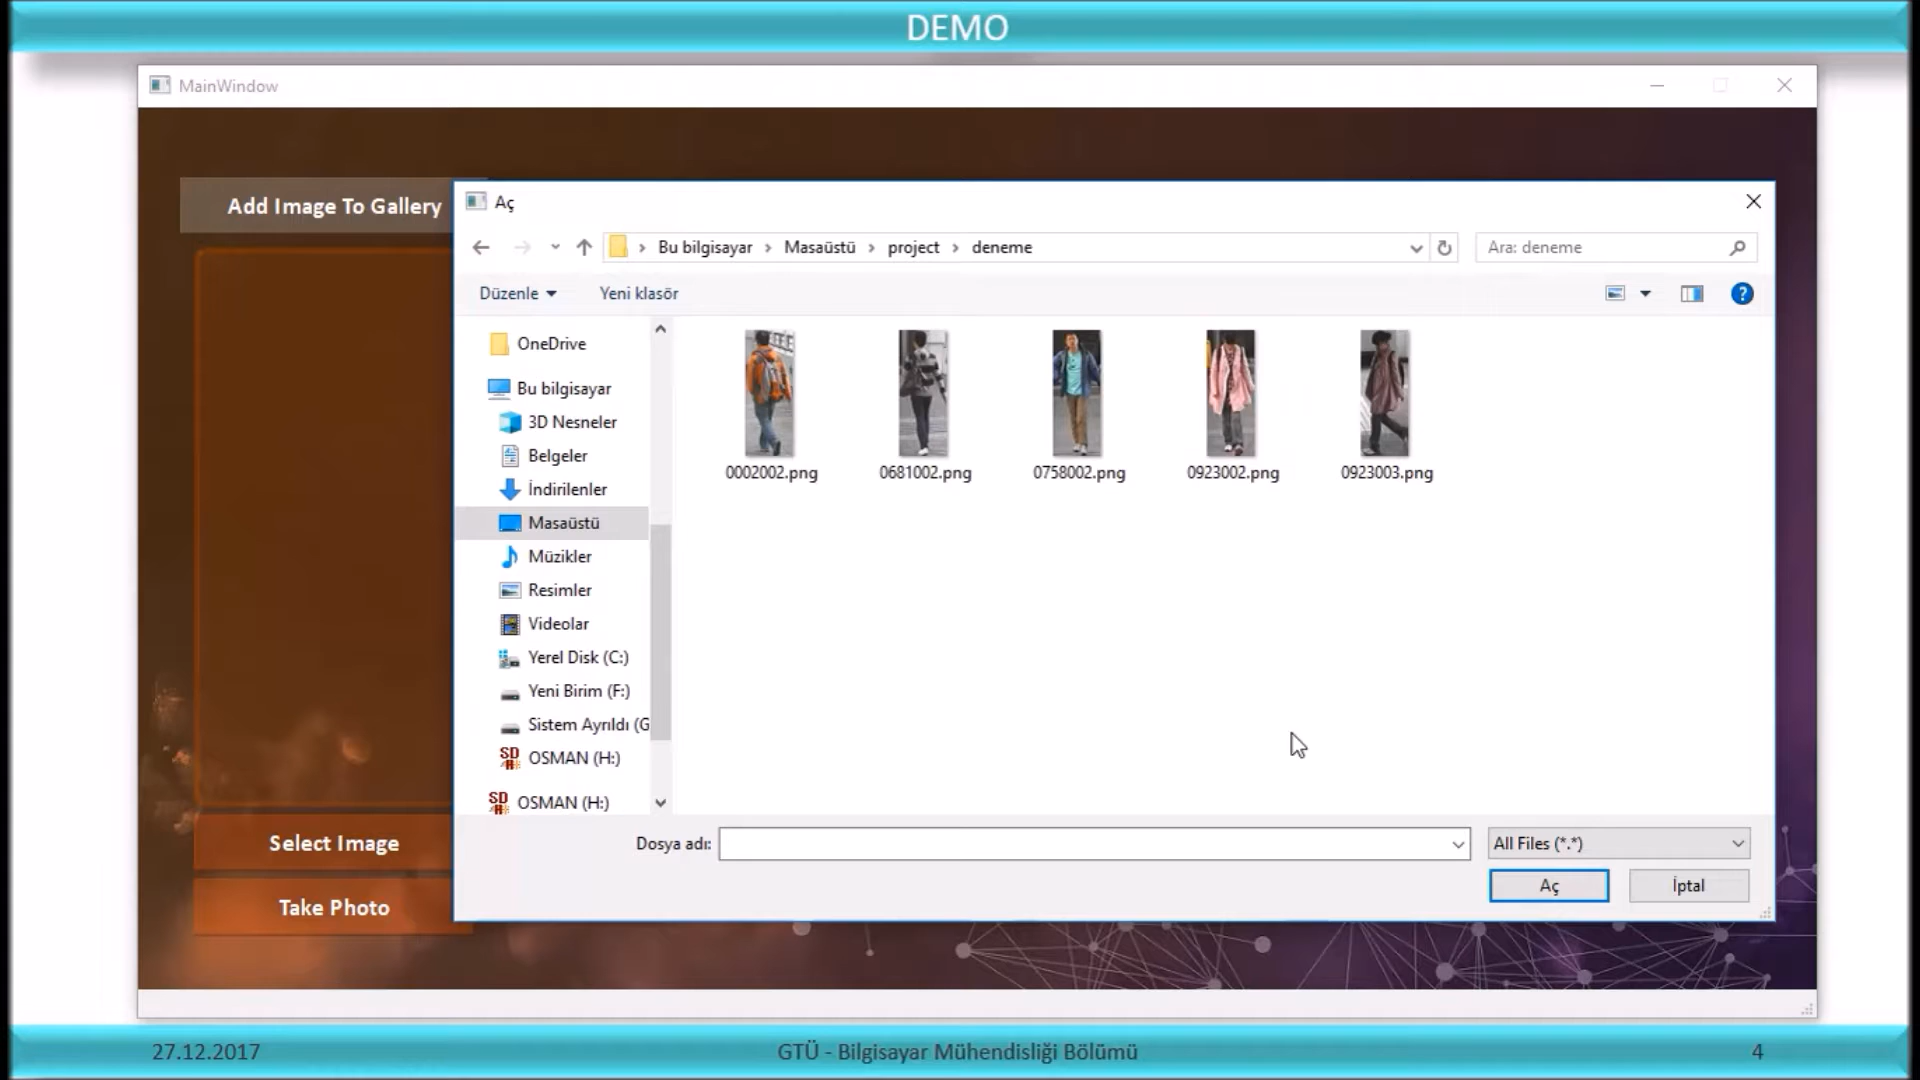 DEMO
MainWindow
Add Image To Gallery
Aç
Bu bilgisayar > Masaüstü > project > deneme
Ara: deneme
Düzenle
Yeni klasör
OneDrive
Bu bilgisayar
3D Nesneler
Belgeler
İndirilenler
Masaüstü
Müzikler
Resimler
Videolar
Yerel Disk (C:)
Yeni Birim (F:)
Sistem Ayrıldı (G
OSMAN (H:)
OSMAN (H:)
0002002.png
0681002.png
0758002.png
0923002.png
0923003.png
Dosya adı:
All Files (*.*)
Aç
İptal
Select Image
Take Photo
27.12.2017
GTÜ - Bilgisayar Mühendisliği Bölümü
4